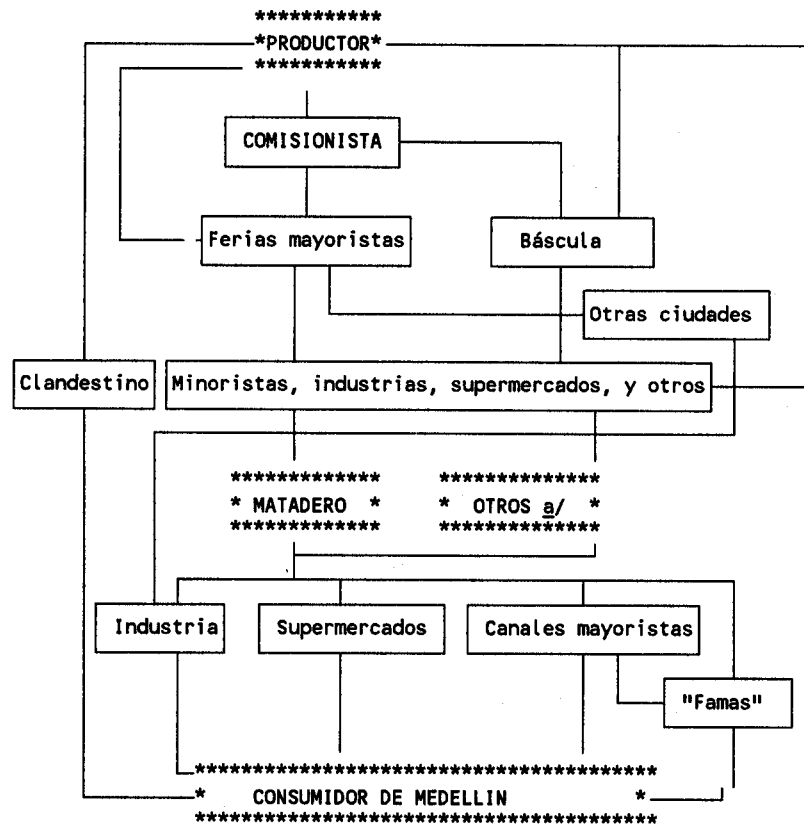 ***********
*PRODUCTOR*
***********
COMISIONISTA
Ferias mayoristas
Báscula
Otras ciudades
Clandestino
Minoristas, industrias, supermercados, y otros
*************
* MATADERO *
*************
**************
* OTROS a/ *
**************
Industria
Supermercados
Canales mayoristas
"Famas"
****************************************
* CONSUMIDOR DE MEDELLIN *
****************************************